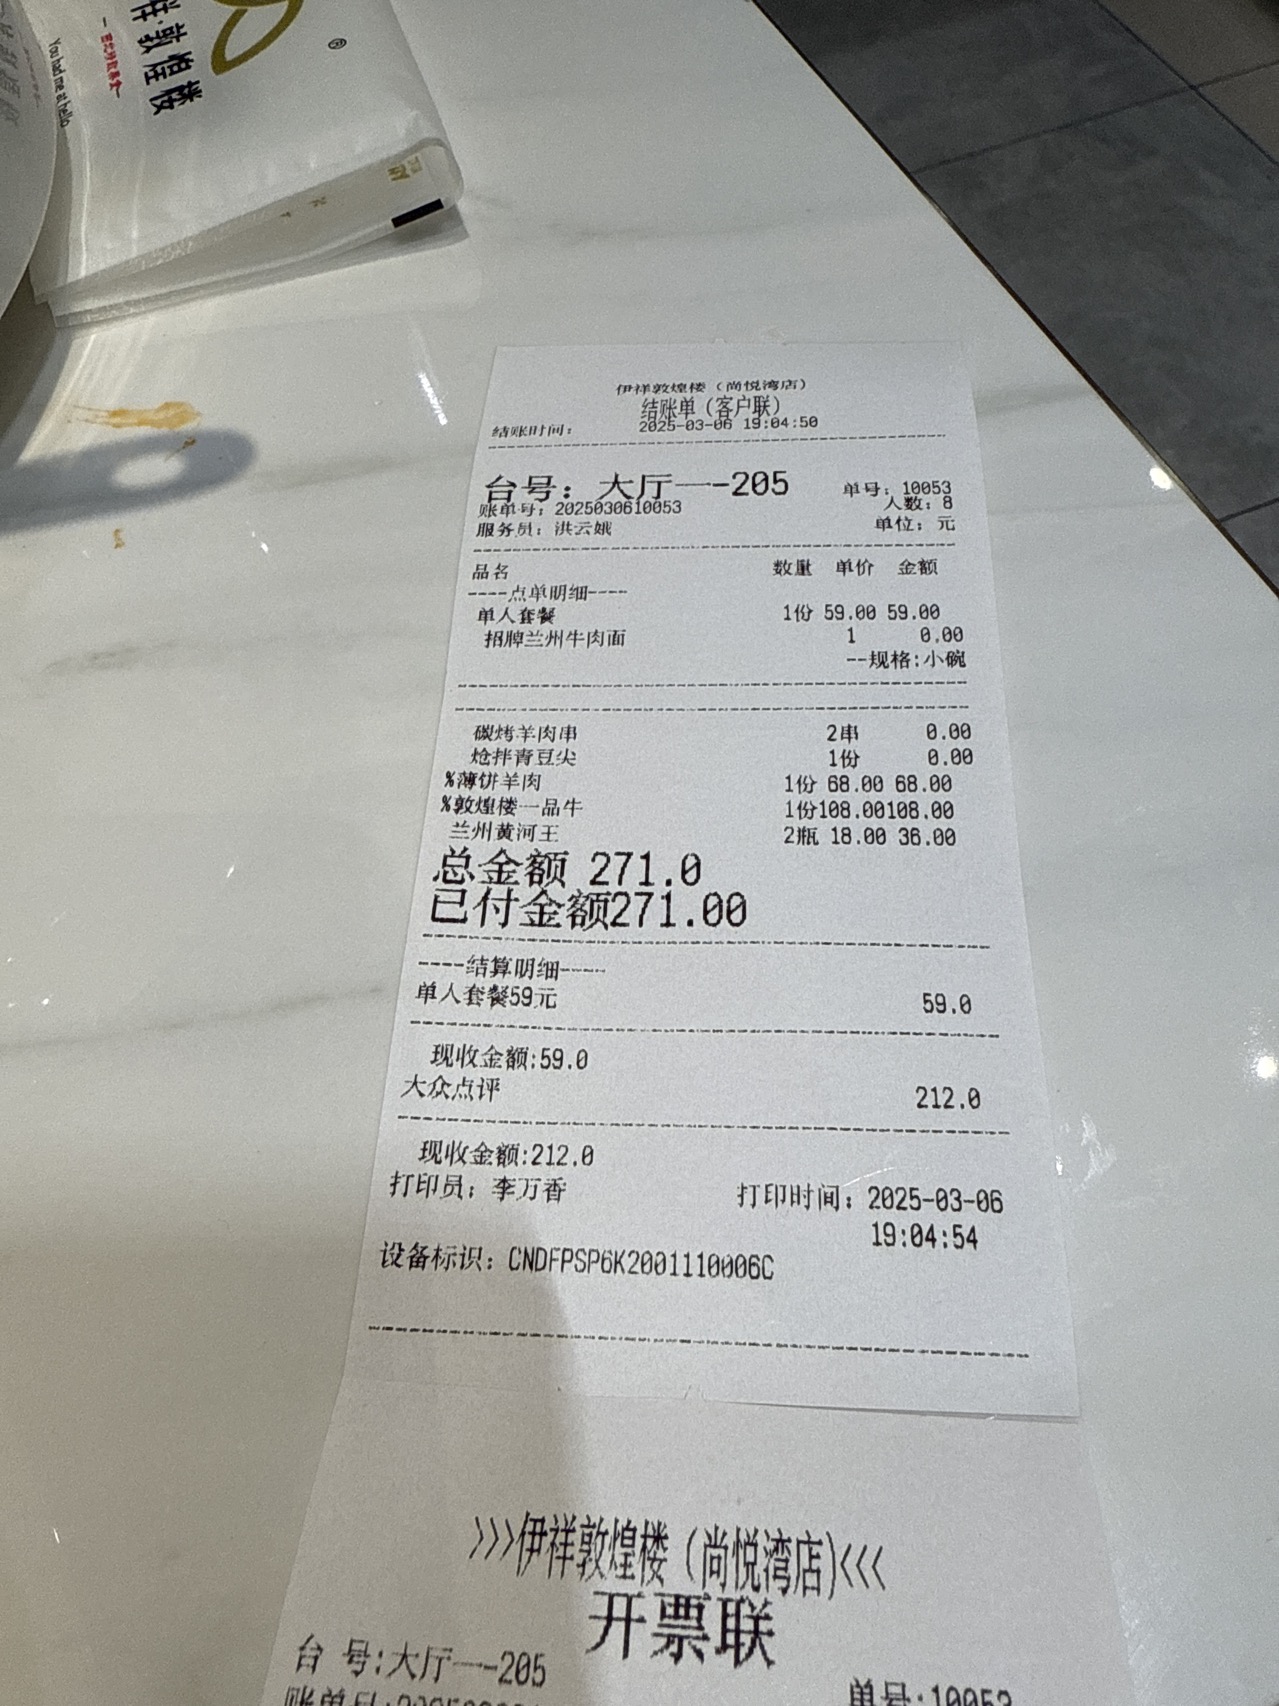 祥·敦煌楼
®
You had me at hello
伊祥敦煌楼（尚悦湾店）
结账单（客户联）
结账时间： 2025-03-06 19:04:50
台号：大厅一-205 单号：10053
账单号：2025030610053 人数：8
服务员：洪云娥 单位：元
品名 数量 单价 金额
----点单明细----
单人套餐 1份 59.00 59.00
招牌兰州牛肉面 1 0.00
--规格:小碗
碳烤羊肉串 2串 0.00
炝拌青豆尖 1份 0.00
%薄饼羊肉 1份 68.00 68.00
%敦煌楼一品牛 1份108.00108.00
兰州黄河王 2瓶 18.00 36.00
总金额 271.0
已付金额271.00
----结算明细----
单人套餐59元 59.0
现收金额:59.0
大众点评 212.0
现收金额:212.0
打印员：李万香 打印时间：2025-03-06
19:04:54
设备标识：CNDFPSP6K2001110006C
>>>伊祥敦煌楼（尚悦湾店)<<<
开票联
台 号:大厅一-205
单号:10053